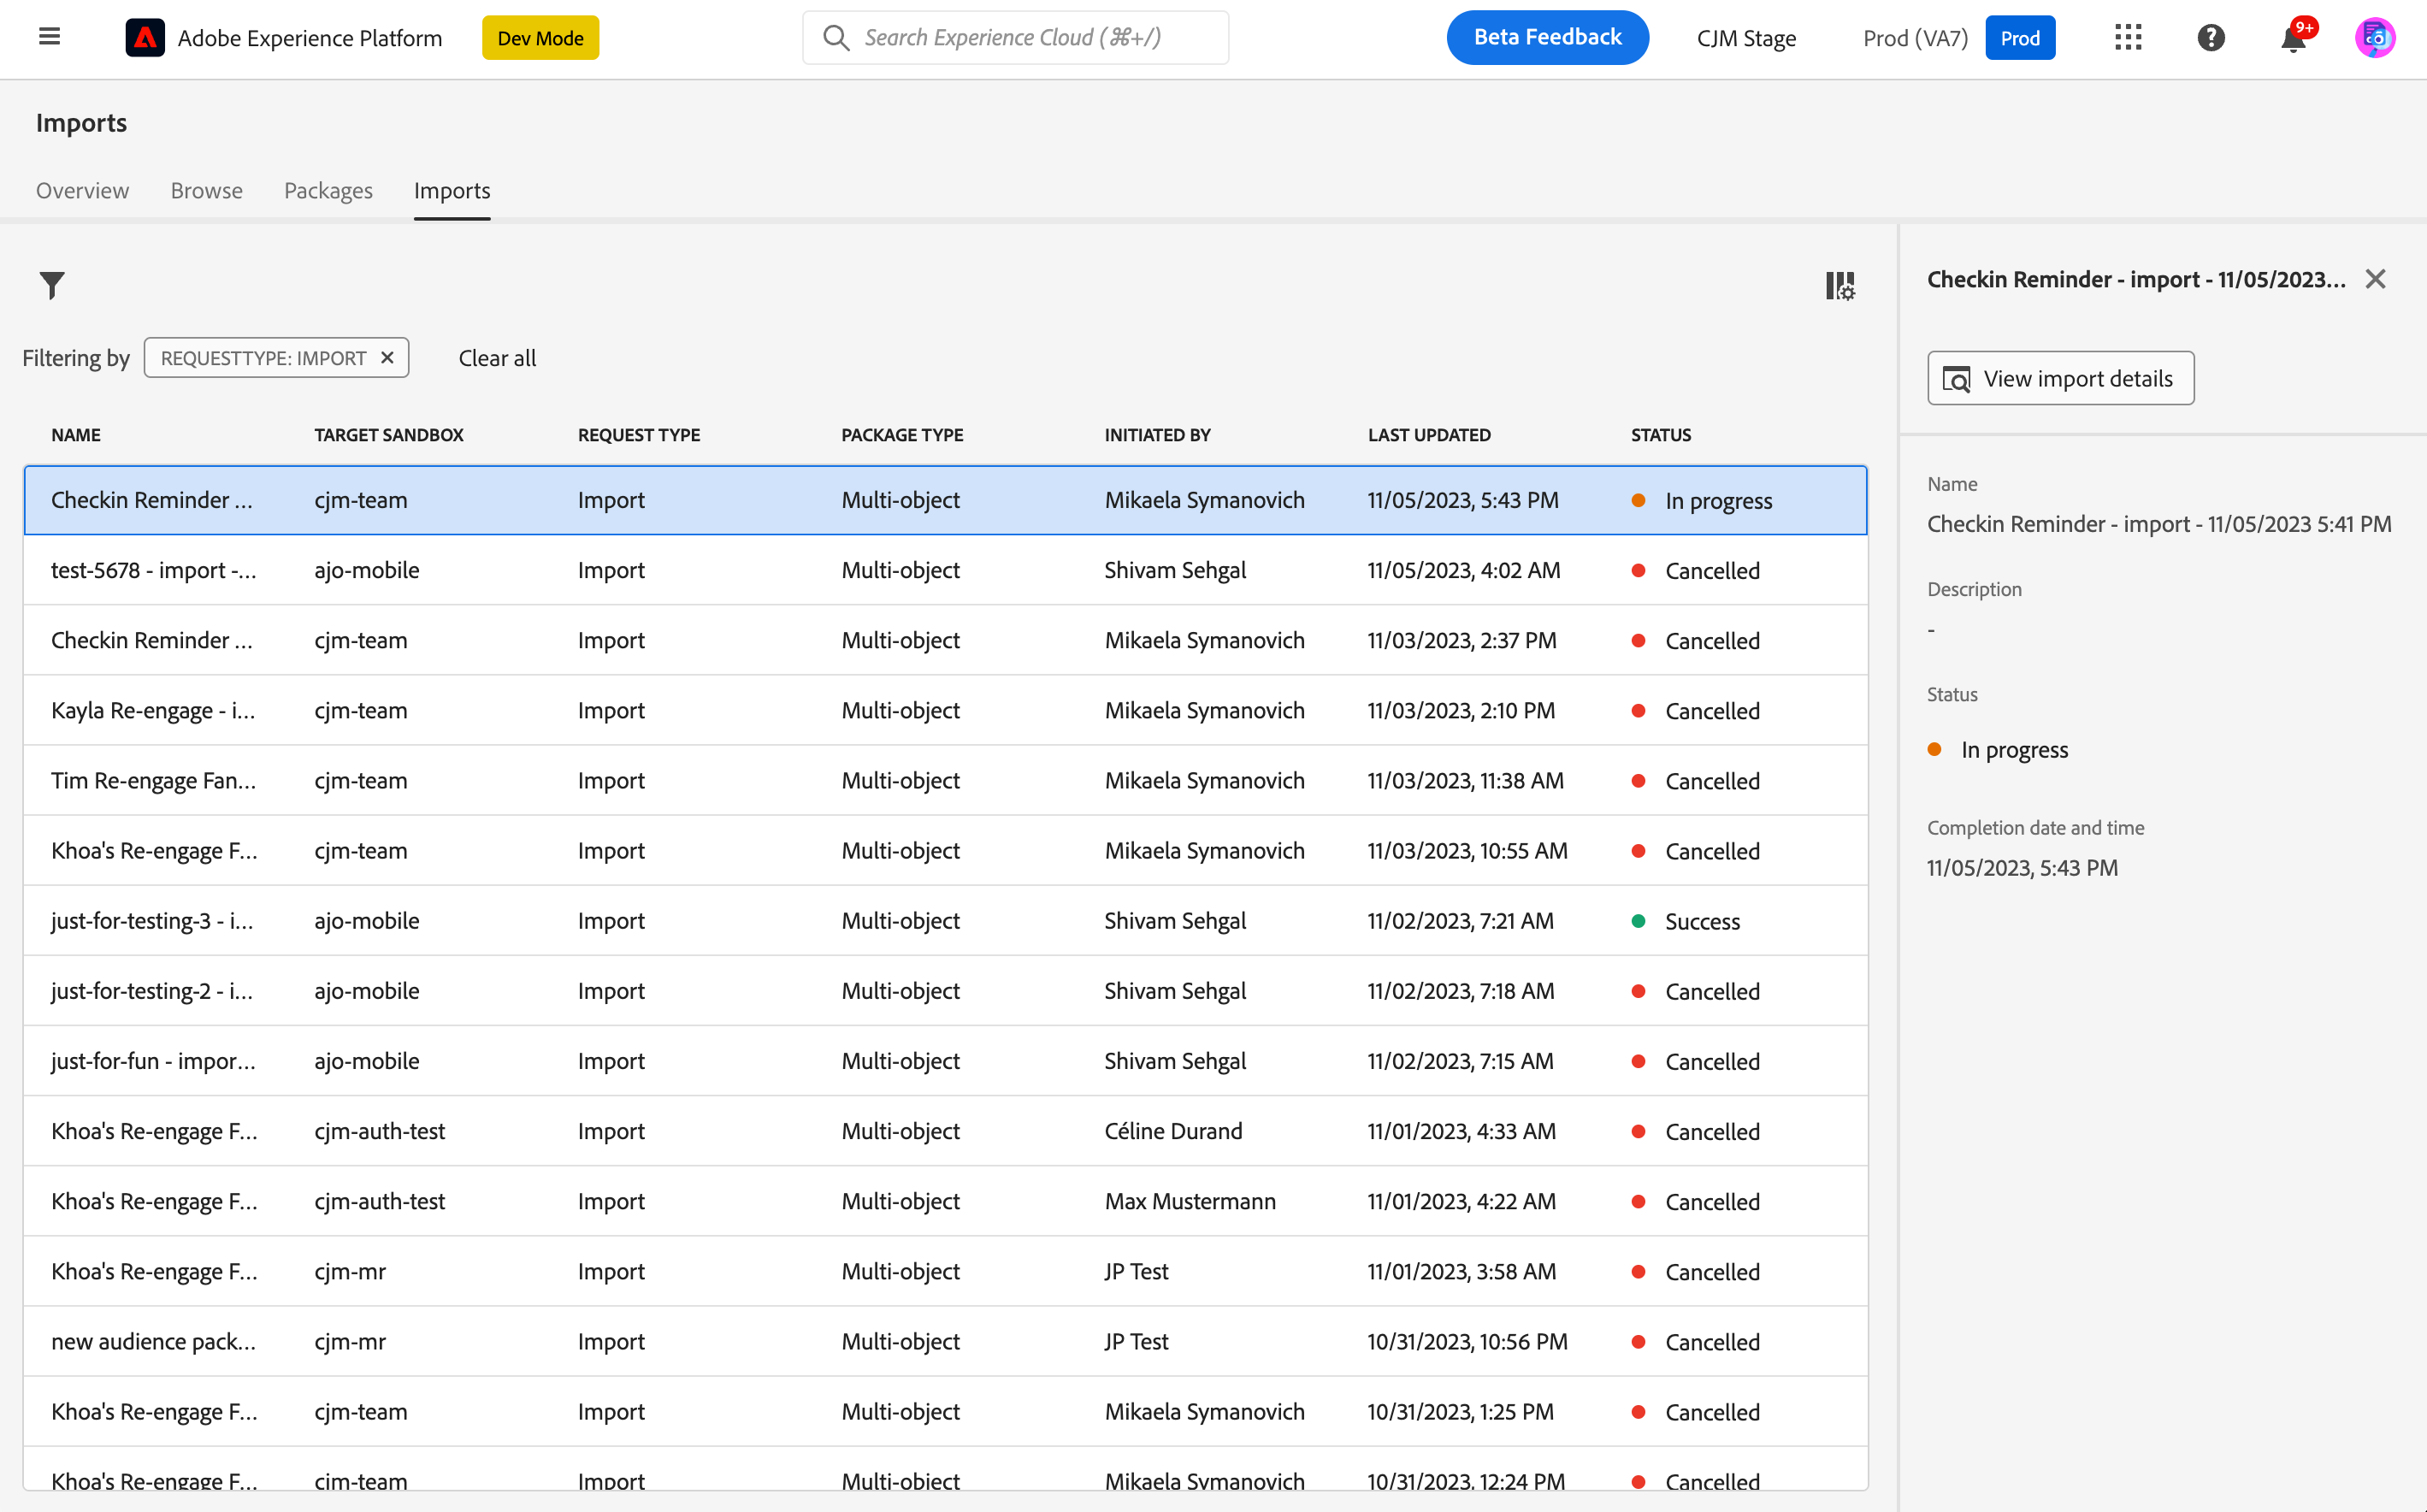 Adobe Experience Platform Dev Mode Search Experience Cloud (⌘+/) Beta Feedback CJM Stage Prod (VA7) Prod 9+
Imports
Overview Browse Packages Imports
Filtering by REQUESTTYPE: IMPORT Clear all
NAME TARGET SANDBOX REQUEST TYPE PACKAGE TYPE INITIATED BY LAST UPDATED STATUS
Checkin Reminder ... cjm-team Import Multi-object Mikaela Symanovich 11/05/2023, 5:43 PM In progress
test-5678 - import -... ajo-mobile Import Multi-object Shivam Sehgal 11/05/2023, 4:02 AM Cancelled
Checkin Reminder ... cjm-team Import Multi-object Mikaela Symanovich 11/03/2023, 2:37 PM Cancelled
Kayla Re-engage - i... cjm-team Import Multi-object Mikaela Symanovich 11/03/2023, 2:10 PM Cancelled
Tim Re-engage Fan... cjm-team Import Multi-object Mikaela Symanovich 11/03/2023, 11:38 AM Cancelled
Khoa's Re-engage F... cjm-team Import Multi-object Mikaela Symanovich 11/03/2023, 10:55 AM Cancelled
just-for-testing-3 - i... ajo-mobile Import Multi-object Shivam Sehgal 11/02/2023, 7:21 AM Success
just-for-testing-2 - i... ajo-mobile Import Multi-object Shivam Sehgal 11/02/2023, 7:18 AM Cancelled
just-for-fun - impor... ajo-mobile Import Multi-object Shivam Sehgal 11/02/2023, 7:15 AM Cancelled
Khoa's Re-engage F... cjm-auth-test Import Multi-object Céline Durand 11/01/2023, 4:33 AM Cancelled
Khoa's Re-engage F... cjm-auth-test Import Multi-object Max Mustermann 11/01/2023, 4:22 AM Cancelled
Khoa's Re-engage F... cjm-mr Import Multi-object JP Test 11/01/2023, 3:58 AM Cancelled
new audience pack... cjm-mr Import Multi-object JP Test 10/31/2023, 10:56 PM Cancelled
Khoa's Re-engage F... cjm-team Import Multi-object Mikaela Symanovich 10/31/2023, 1:25 PM Cancelled
Khoa's Re-engage F... cjm-team Import Multi-object Mikaela Symanovich 10/31/2023, 12:24 PM Cancelled
Checkin Reminder - import - 11/05/2023...
View import details
Name
Checkin Reminder - import - 11/05/2023 5:41 PM
Description
-
Status
In progress
Completion date and time
11/05/2023, 5:43 PM